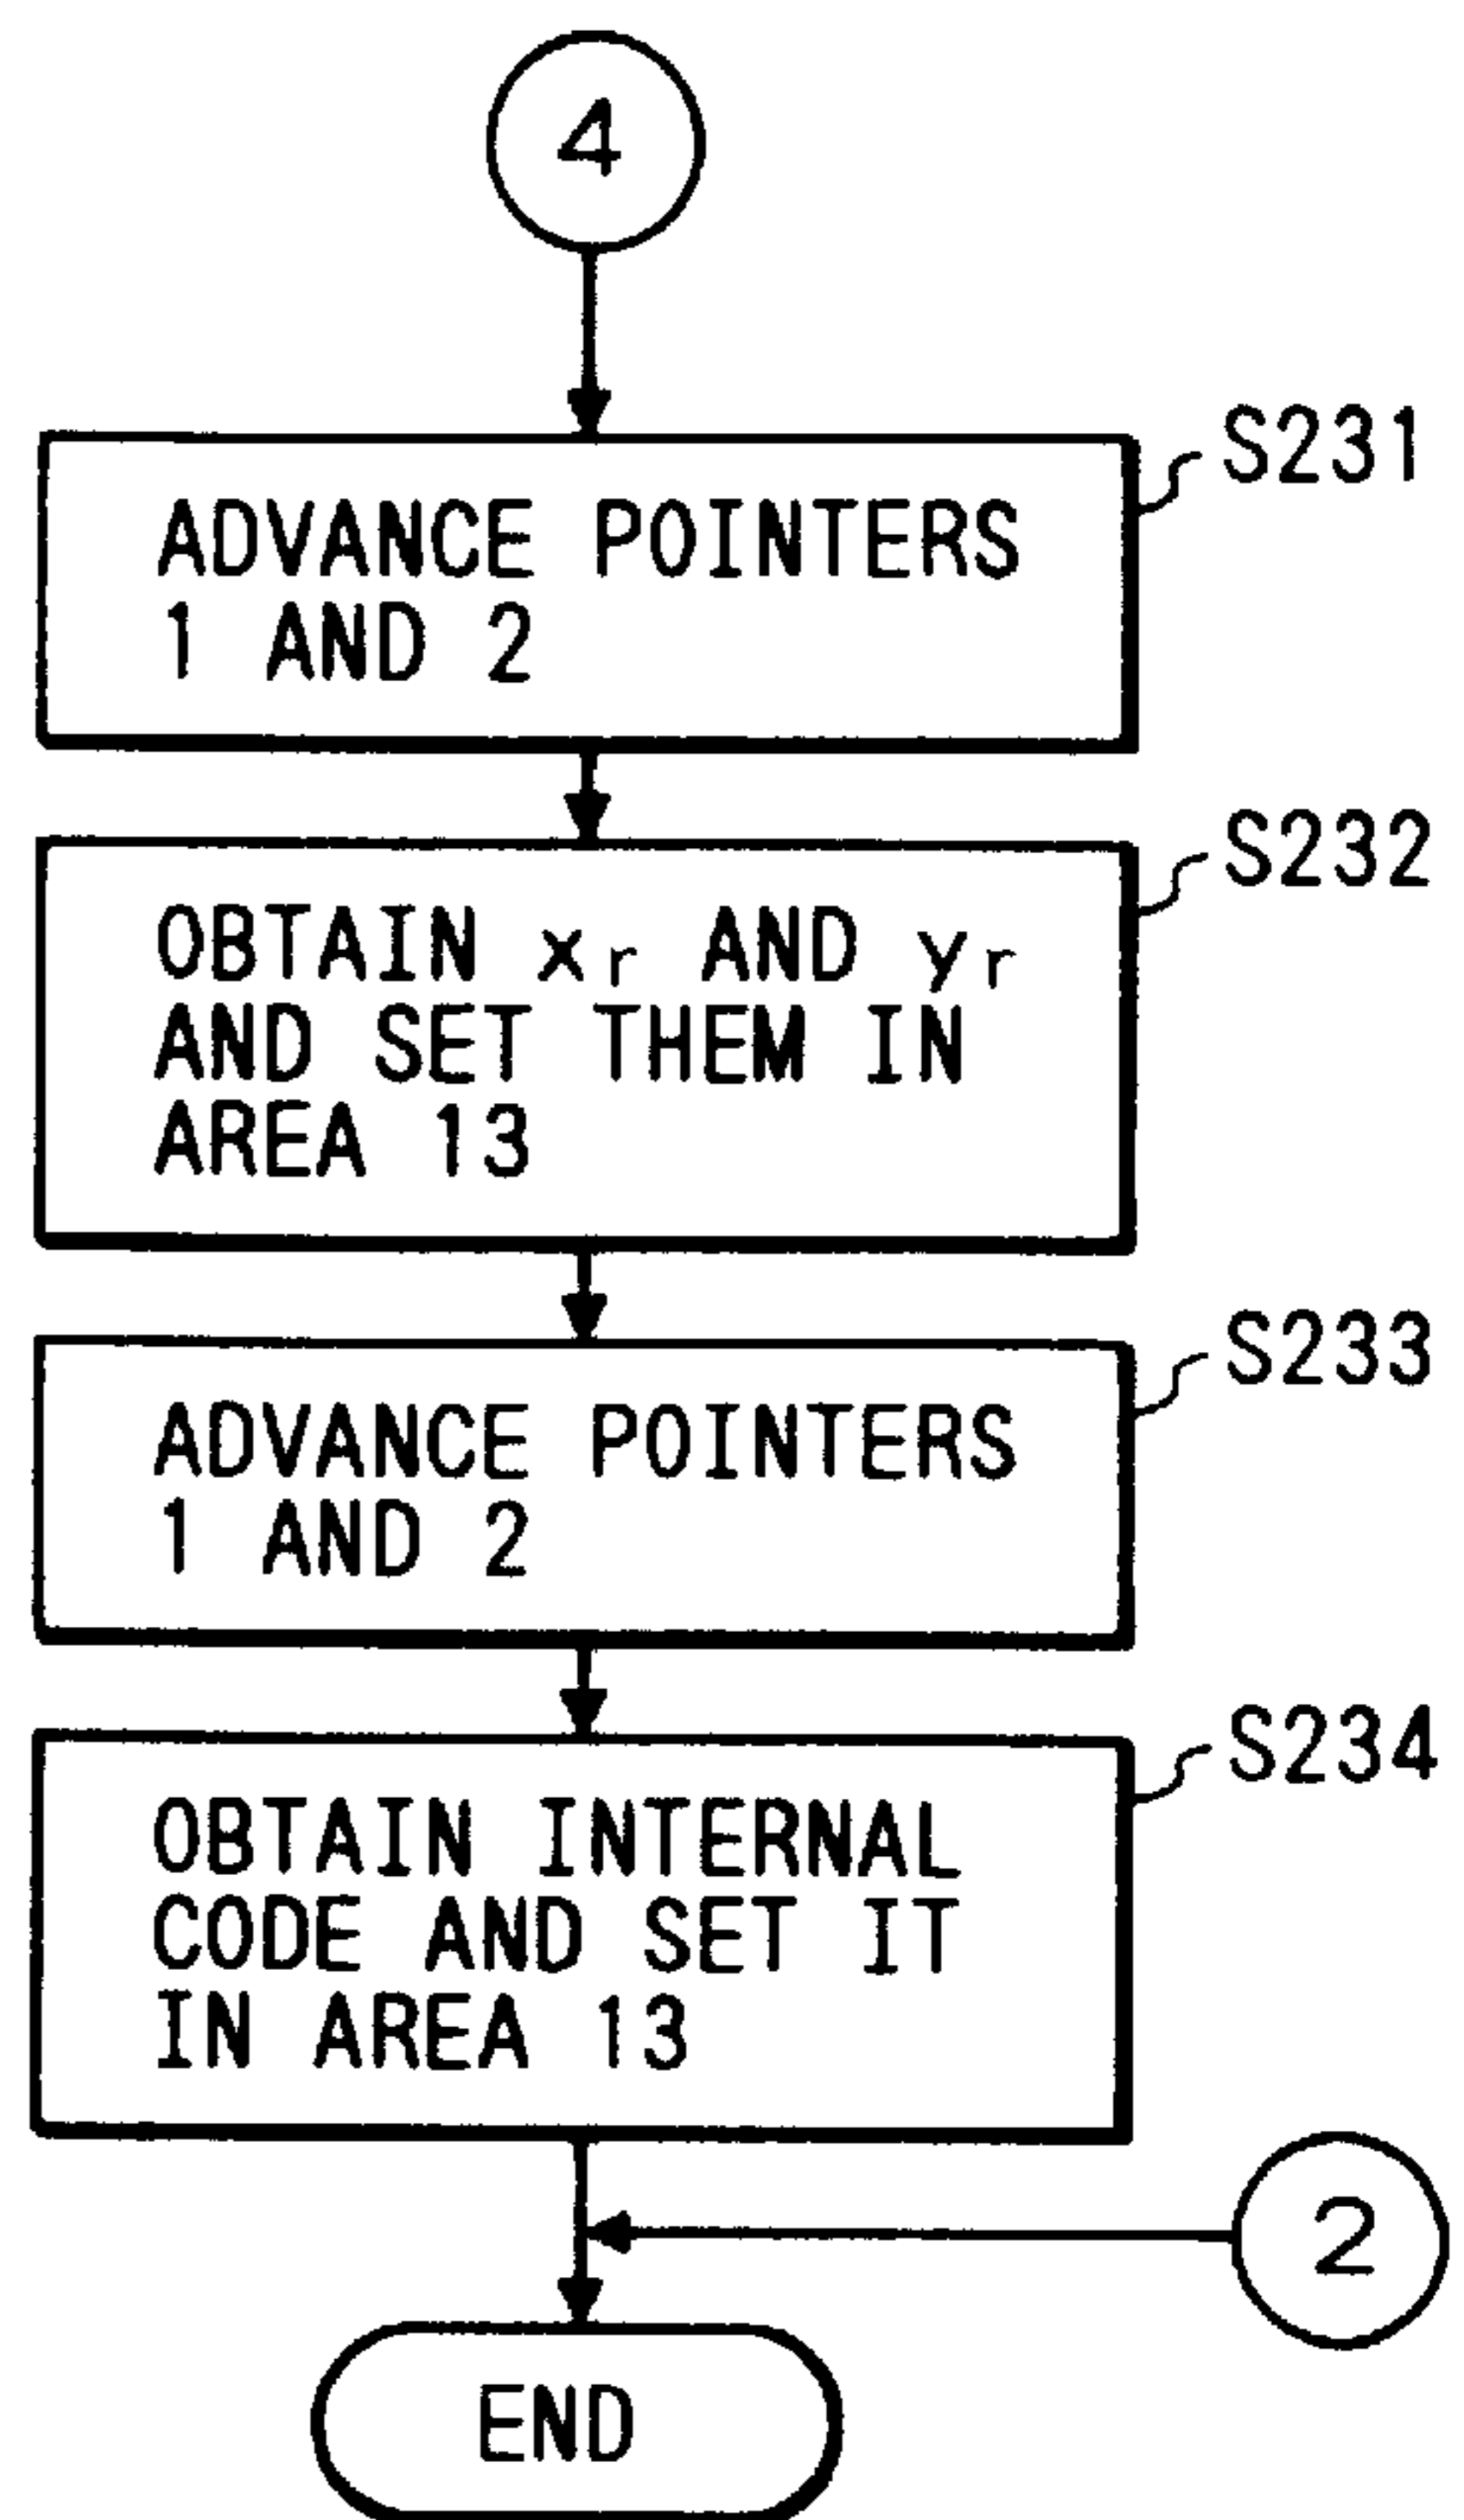 4
S231
ADVANCE POINTERS
1 AND 2
S232
OBTAIN xr AND yr
AND SET THEM IN
AREA 13
S233
ADVANCE POINTERS
1 AND 2
S234
OBTAIN INTERNAL
CODE AND SET IT
IN AREA 13
2
END